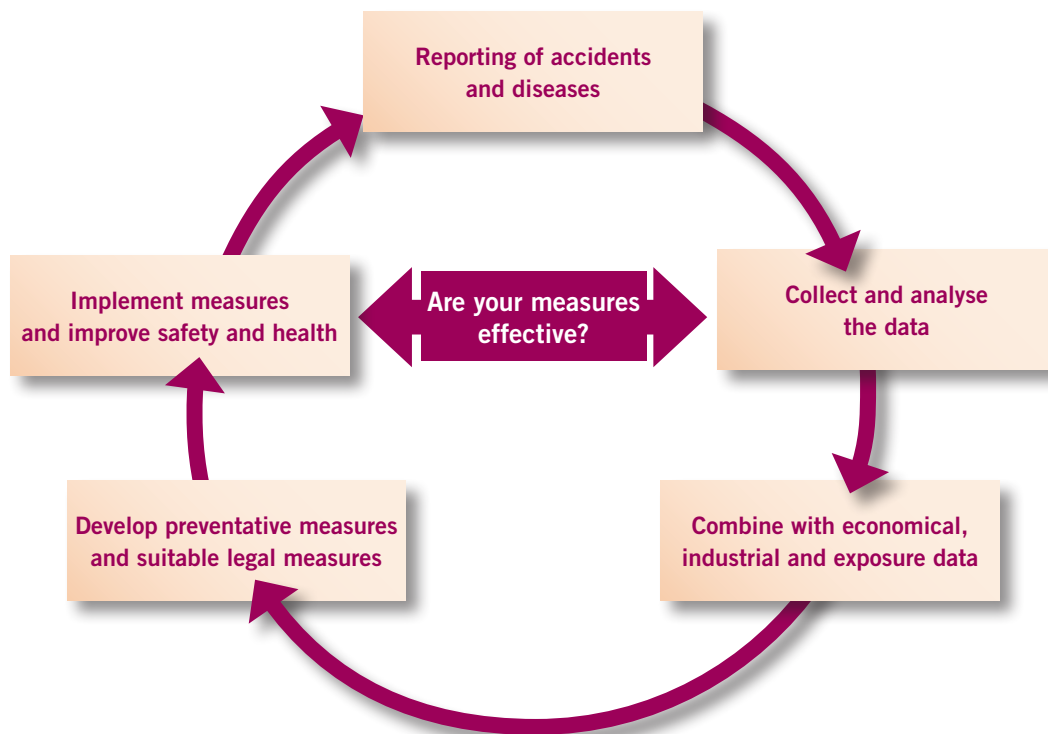 Reporting of accidents
and diseases
Implement measures
and improve safety and health
Are your measures
effective?
Collect and analyse
the data
Develop preventative measures
and suitable legal measures
Combine with economical,
industrial and exposure data